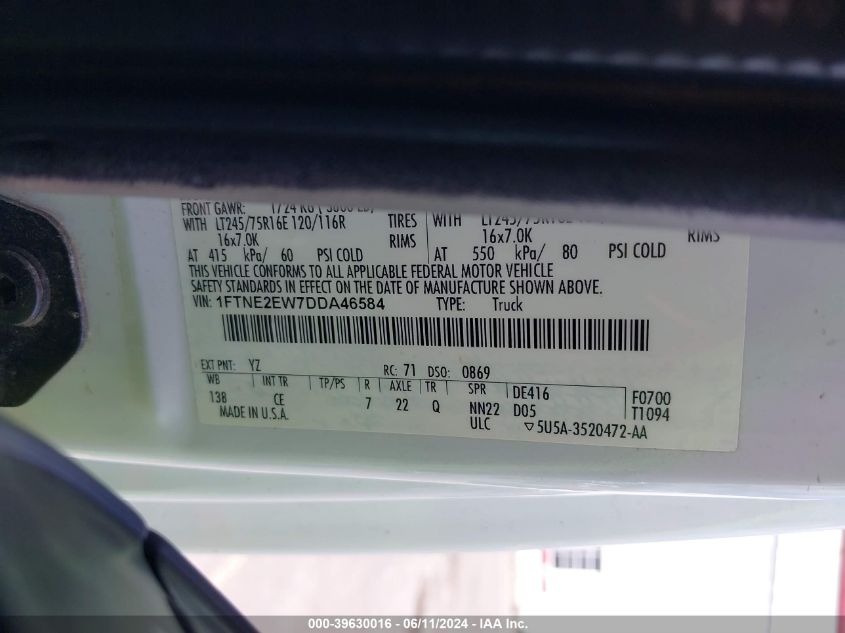 FRONT GAWR: 1724 KG
WITH LT245/75R16E 120/116R TIRES WITH
16x7.0K RIMS 16x7.0K RIMS
AT 415 kPa/ 60 PSI COLD AT 550 kPa/ 80 PSI COLD
THIS VEHICLE CONFORMS TO ALL APPLICABLE FEDERAL MOTOR VEHICLE
SAFETY STANDARDS IN EFFECT ON THE DATE OF MANUFACTURE SHOWN ABOVE.
VIN: 1FTNE2EW7DDA46584 TYPE: Truck
EXT PNT: YZ RC: 71 DSO: 0869
WB INT TR TP/PS R AXLE TR SPR DE416 F0700
138 CE 7 22 Q NN22 D05 T1094
MADE IN U.S.A. ULC ▽5U5A-3520472-AA
000-39630016 - 06/11/2024 - IAAI Inc.